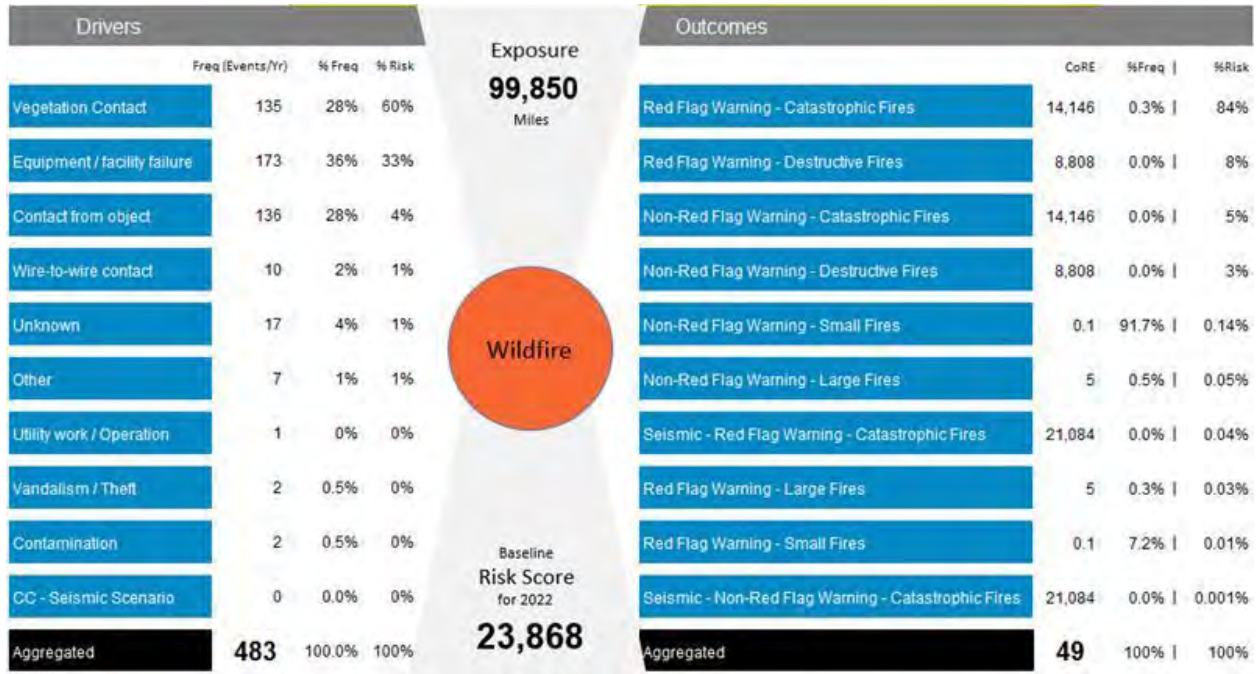 Drivers
Freq (Events/Yr) % Freq % Risk
Vegetation Contact 135 28% 60%
Equipment / facility failure 173 36% 33%
Contact from object 136 28% 4%
Wire-to-wire contact 10 2% 1%
Unknown 17 4% 1%
Other 7 1% 1%
Utility work / Operation 1 0% 0%
Vandalism / Theft 2 0.5% 0%
Contamination 2 0.5% 0%
CC - Seismic Scenario 0 0.0% 0%
Aggregated 483 100.0% 100%
Exposure
99,850
Miles
Wildfire
Baseline
Risk Score
for 2022
23,868
Outcomes
CoRE %Freq | %Risk
Red Flag Warning - Catastrophic Fires 14,146 0.3% | 84%
Red Flag Warning - Destructive Fires 8,808 0.0% | 8%
Non-Red Flag Warning - Catastrophic Fires 14,146 0.0% | 5%
Non-Red Flag Warning - Destructive Fires 8,808 0.0% | 3%
Non-Red Flag Warning - Small Fires 0.1 91.7% | 0.14%
Non-Red Flag Warning - Large Fires 5 0.5% | 0.05%
Seismic - Red Flag Warning - Catastrophic Fires 21,084 0.0% | 0.04%
Red Flag Warning - Large Fires 5 0.3% | 0.03%
Red Flag Warning - Small Fires 0.1 7.2% | 0.01%
Seismic - Non-Red Flag Warning - Catastrophic Fires 21,084 0.0% | 0.001%
Aggregated 49 100% | 100%